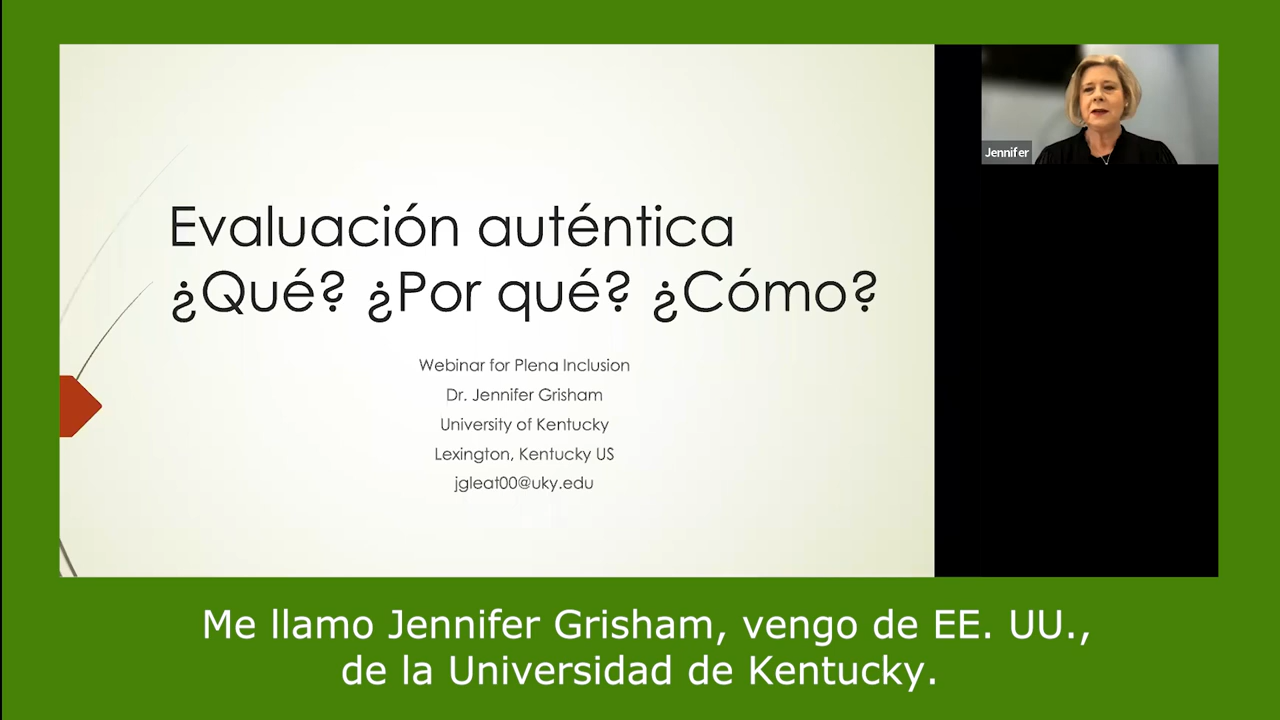 Evaluación auténtica
¿Qué? ¿Por qué? ¿Cómo?
Webinar for Plena Inclusion
Dr. Jennifer Grisham
University of Kentucky
Lexington, Kentucky US
jgleat00@uky.edu
Jennifer
Me llamo Jennifer Grisham, vengo de EE. UU.,
de la Universidad de Kentucky.